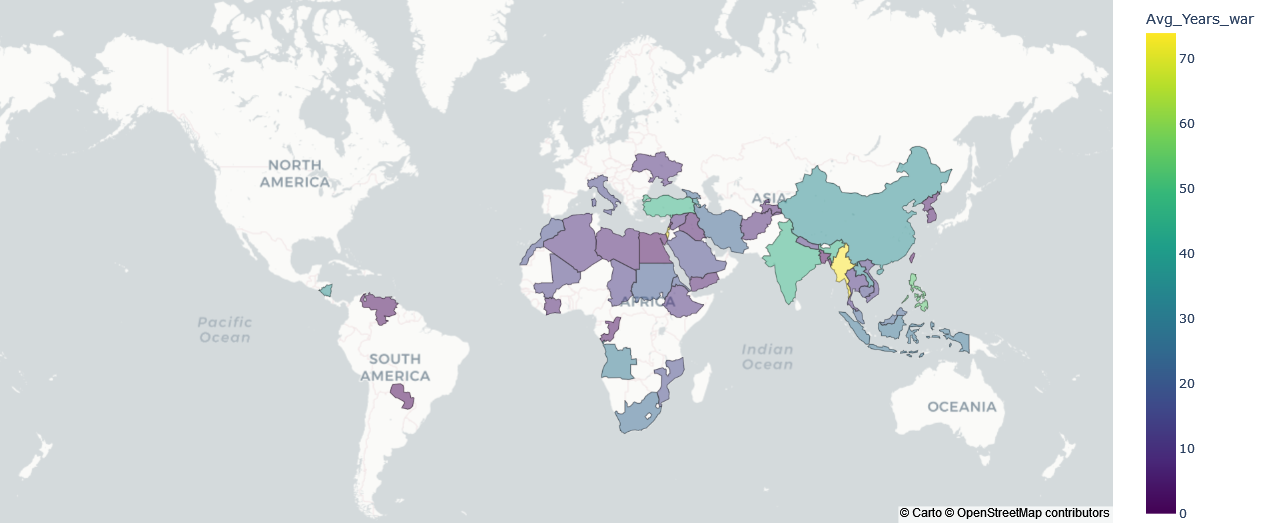 Avg_Years_war
70
60
50
40
30
20
10
0
NORTH
AMERICA
ASIA
AFRICA
Pacific
Ocean
SOUTH
AMERICA
Indian
Ocean
OCEANIA
© Carto © OpenStreetMap contributors